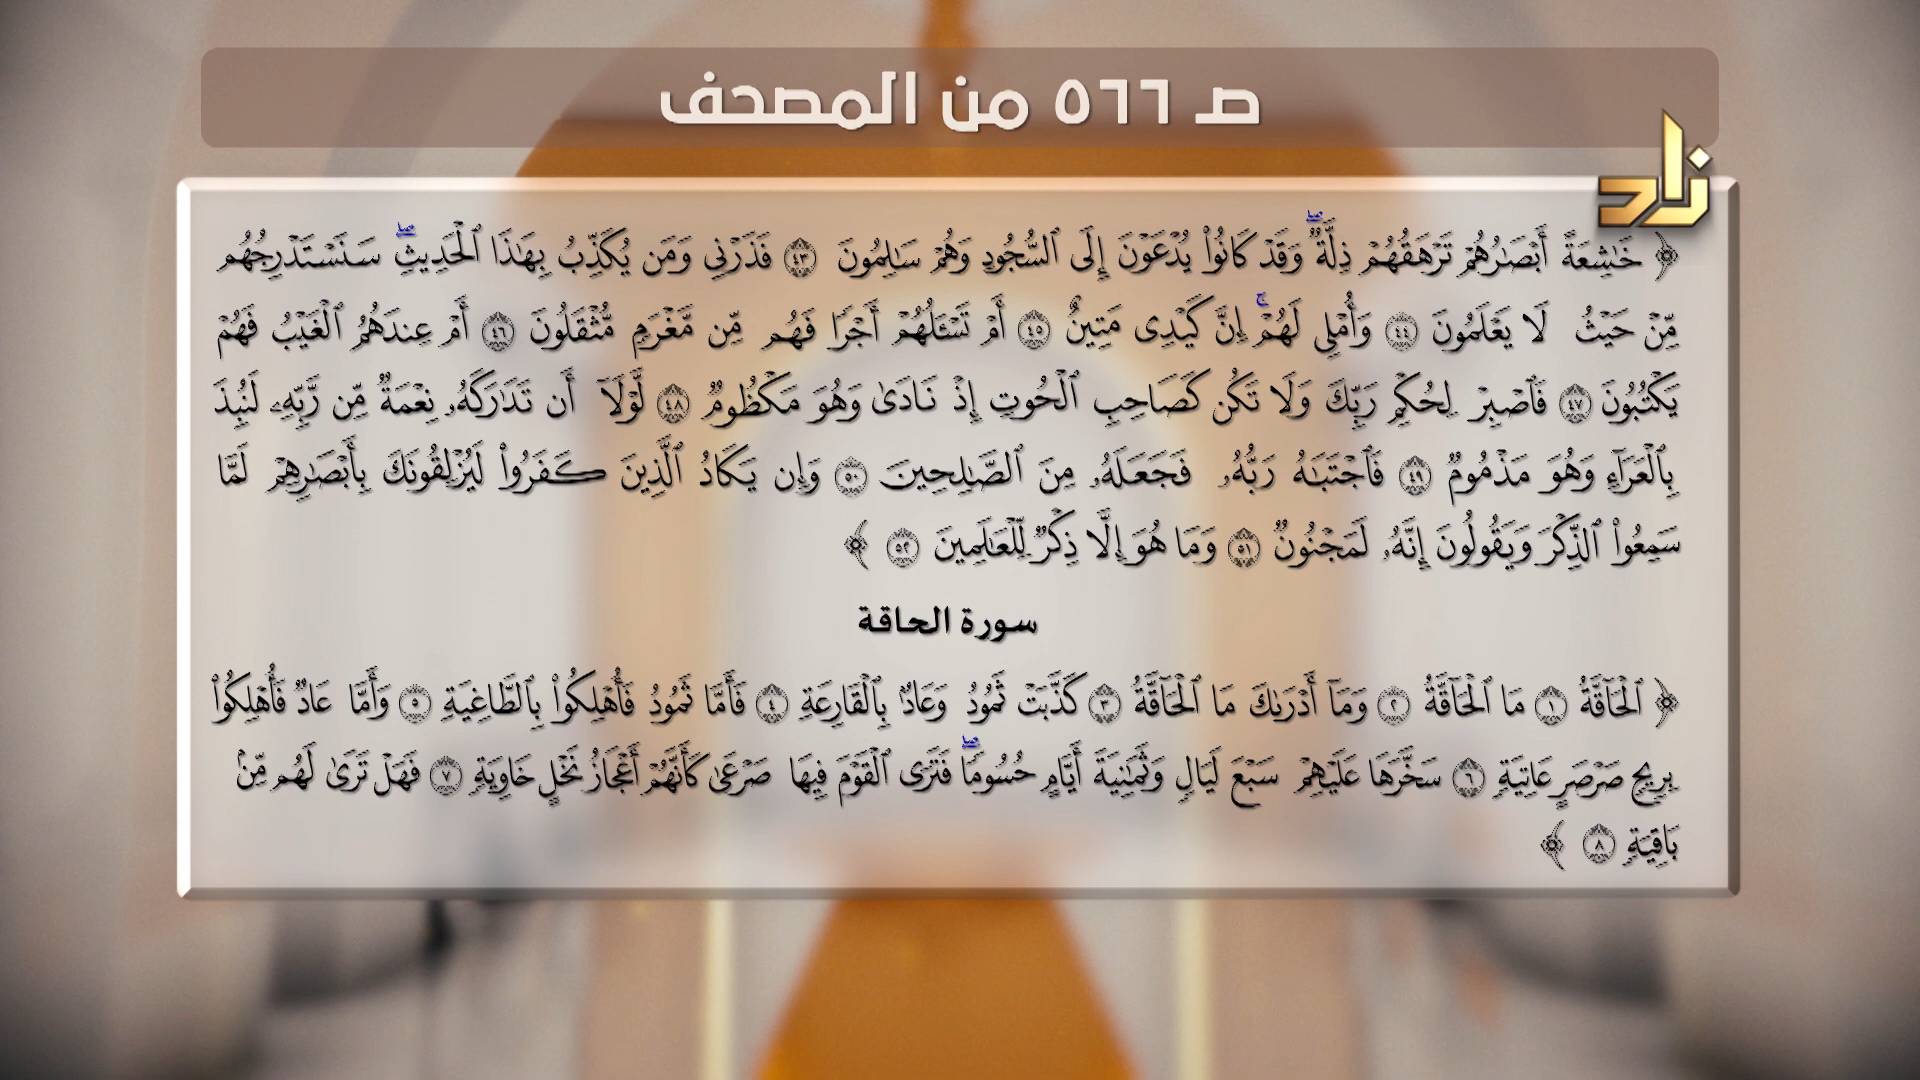 صـ ٥٦٦ من المصحف
زاد
﴿ خَٰشِعَةً أَبْصَٰرُهُمْ تَرْهَقُهُمْ ذِلَّةٌۖ وَقَدْ كَانُوا۟ يُدْعَوْنَ إِلَى ٱلسُّجُودِ وَهُمْ سَٰلِمُونَ ٤٣ فَذَرْنِى وَمَن يُكَذِّبُ بِهَٰذَا ٱلْحَدِيثِۖ سَنَسْتَدْرِجُهُم
مِّنْ حَيْثُ لَا يَعْلَمُونَ ٤٤ وَأُمْلِى لَهُمْۚ إِنَّ كَيْدِى مَتِينٌ ٤٥ أَمْ تَسْـَٔلُهُمْ أَجْرًا فَهُم مِّن مَّغْرَمٍ مُّثْقَلُونَ ٤٦ أَمْ عِندَهُمُ ٱلْغَيْبُ فَهُمْ
يَكْتُبُونَ ٤٧ فَٱصْبِرْ لِحُكْمِ رَبِّكَ وَلَا تَكُن كَصَاحِبِ ٱلْحُوتِ إِذْ نَادَىٰ وَهُوَ مَكْظُومٌ ٤٨ لَّوْلَآ أَن تَدَٰرَكَهُۥ نِعْمَةٌ مِّن رَّبِّهِۦ لَنُبِذَ
بِٱلْعَرَآءِ وَهُوَ مَذْمُومٌ ٤٩ فَٱجْتَبَٰهُ رَبُّهُۥ فَجَعَلَهُۥ مِنَ ٱلصَّٰلِحِينَ ٥٠ وَإِن يَكَادُ ٱلَّذِينَ كَفَرُوا۟ لَيُزْلِقُونَكَ بِأَبْصَٰرِهِمْ لَمَّا
سَمِعُوا۟ ٱلذِّكْرَ وَيَقُولُونَ إِنَّهُۥ لَمَجْنُونٌ ٥١ وَمَا هُوَ إِلَّا ذِكْرٌ لِّلْعَٰلَمِينَ ٥٢ ﴾
سورة الحاقة
﴿ ٱلْحَآقَّةُ ١ مَا ٱلْحَآقَّةُ ٢ وَمَآ أَدْرَىٰكَ مَا ٱلْحَآقَّةُ ٣ كَذَّبَتْ ثَمُودُ وَعَادٌۢ بِٱلْقَارِعَةِ ٤ فَأَمَّا ثَمُودُ فَأُهْلِكُوا۟ بِٱلطَّاغِيَةِ ٥ وَأَمَّا عَادٌ فَأُهْلِكُوا۟
بِرِيحٍ صَرْصَرٍ عَاتِيَةٍ ٦ سَخَّرَهَا عَلَيْهِمْ سَبْعَ لَيَالٍ وَثَمَٰنِيَةَ أَيَّامٍ حُسُومًاۖ فَتَرَى ٱلْقَوْمَ فِيهَا صَرْعَىٰ كَأَنَّهُمْ أَعْجَازُ نَخْلٍ خَاوِيَةٍ ٧ فَهَلْ تَرَىٰ لَهُم مِّنۢ
بَاقِيَةٍ ٨ ﴾